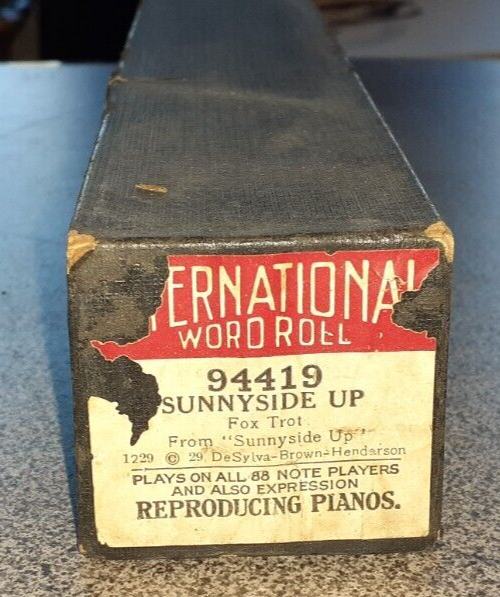 TERNATIONAL
WORD ROLL
94419
SUNNYSIDE UP
Fox Trot
From "Sunnyside Up"
1229 © 29, DeSylva-Brown-Henderson
PLAYS ON ALL 88 NOTE PLAYERS
AND ALSO EXPRESSION
REPRODUCING PIANOS.